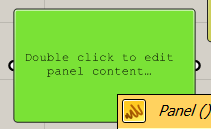 Double click to edit
panel content…
Panel ()